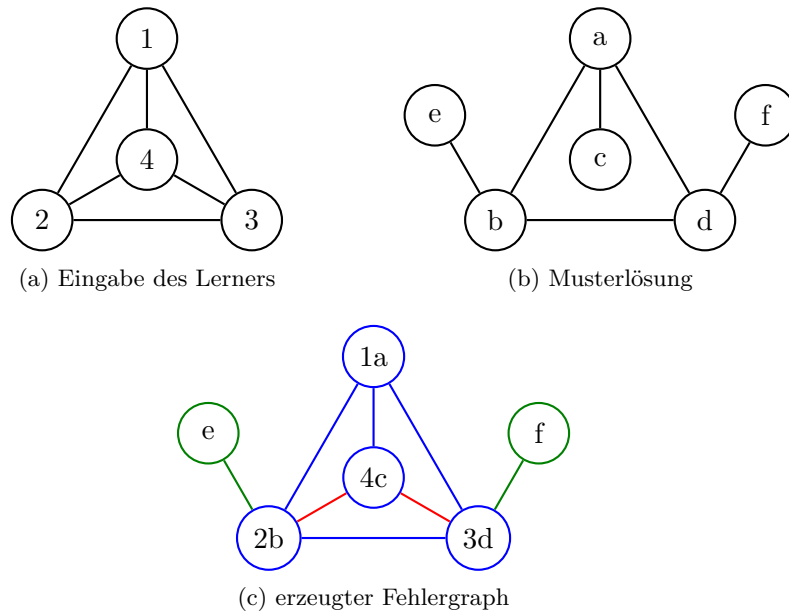 1
4
2
3
(a) Eingabe des Lerners
a
e
f
c
b
d
(b) Musterlösung
1a
e
f
4c
2b
3d
(c) erzeugter Fehlergraph